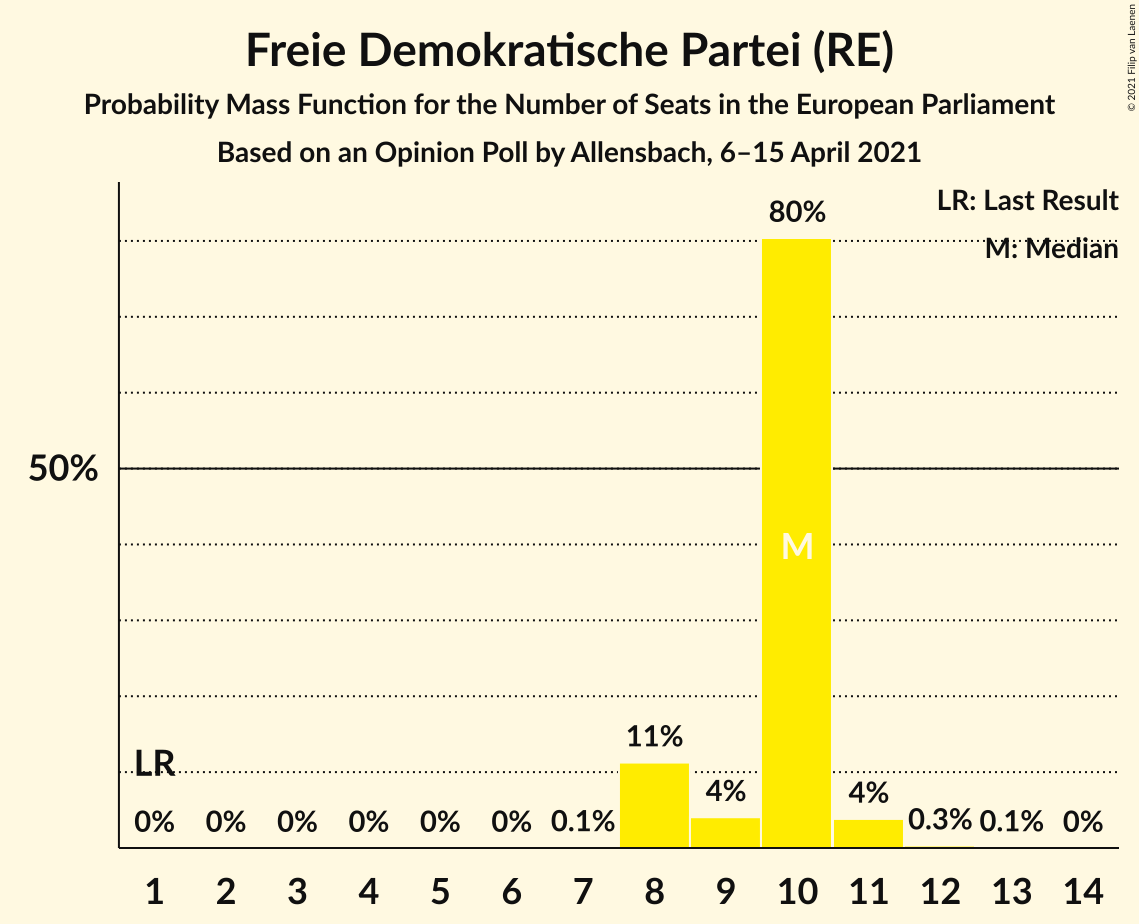 Freie Demokratische Partei (RE)
Probability Mass Function for the Number of Seats in the European Parliament
Based on an Opinion Poll by Allensbach, 6–15 April 2021
© 2021 Filip van Laenen
LR: Last Result
M: Median
80%
50%
M
11%
LR
4%
4%
0% 0% 0% 0% 0% 0% 0.1% 0.3% 0.1% 0%
1 2 3 4 5 6 7 8 9 10 11 12 13 14